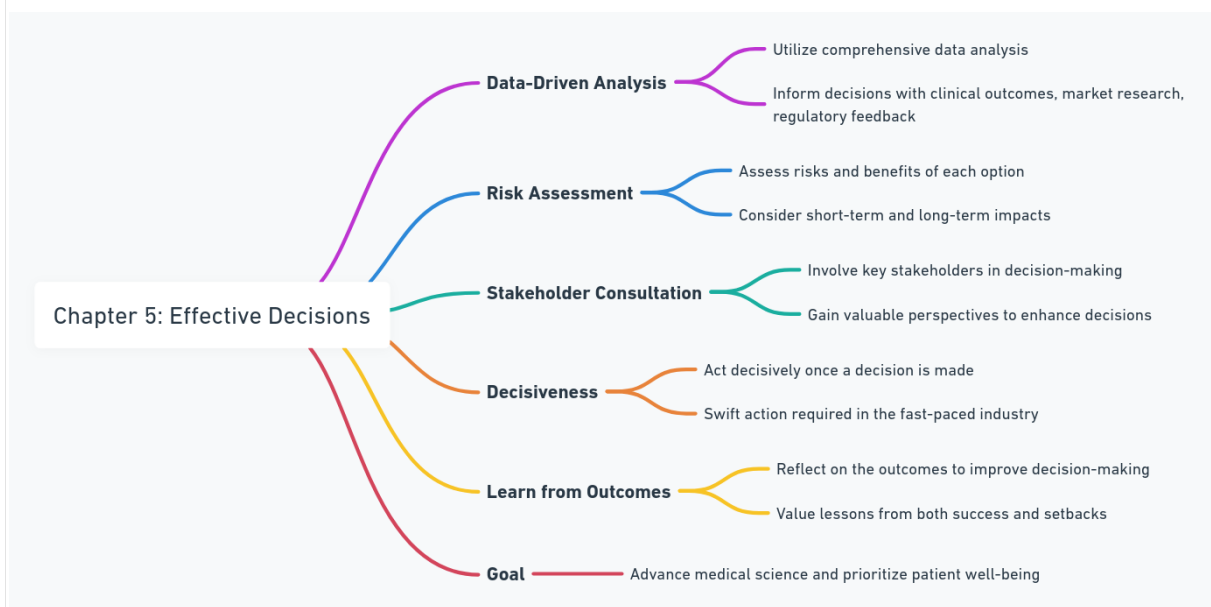 Chapter 5: Effective Decisions
Data-Driven Analysis
Utilize comprehensive data analysis
Inform decisions with clinical outcomes, market research,
regulatory feedback
Risk Assessment
Assess risks and benefits of each option
Consider short-term and long-term impacts
Stakeholder Consultation
Involve key stakeholders in decision-making
Gain valuable perspectives to enhance decisions
Decisiveness
Act decisively once a decision is made
Swift action required in the fast-paced industry
Learn from Outcomes
Reflect on the outcomes to improve decision-making
Value lessons from both success and setbacks
Goal
Advance medical science and prioritize patient well-being